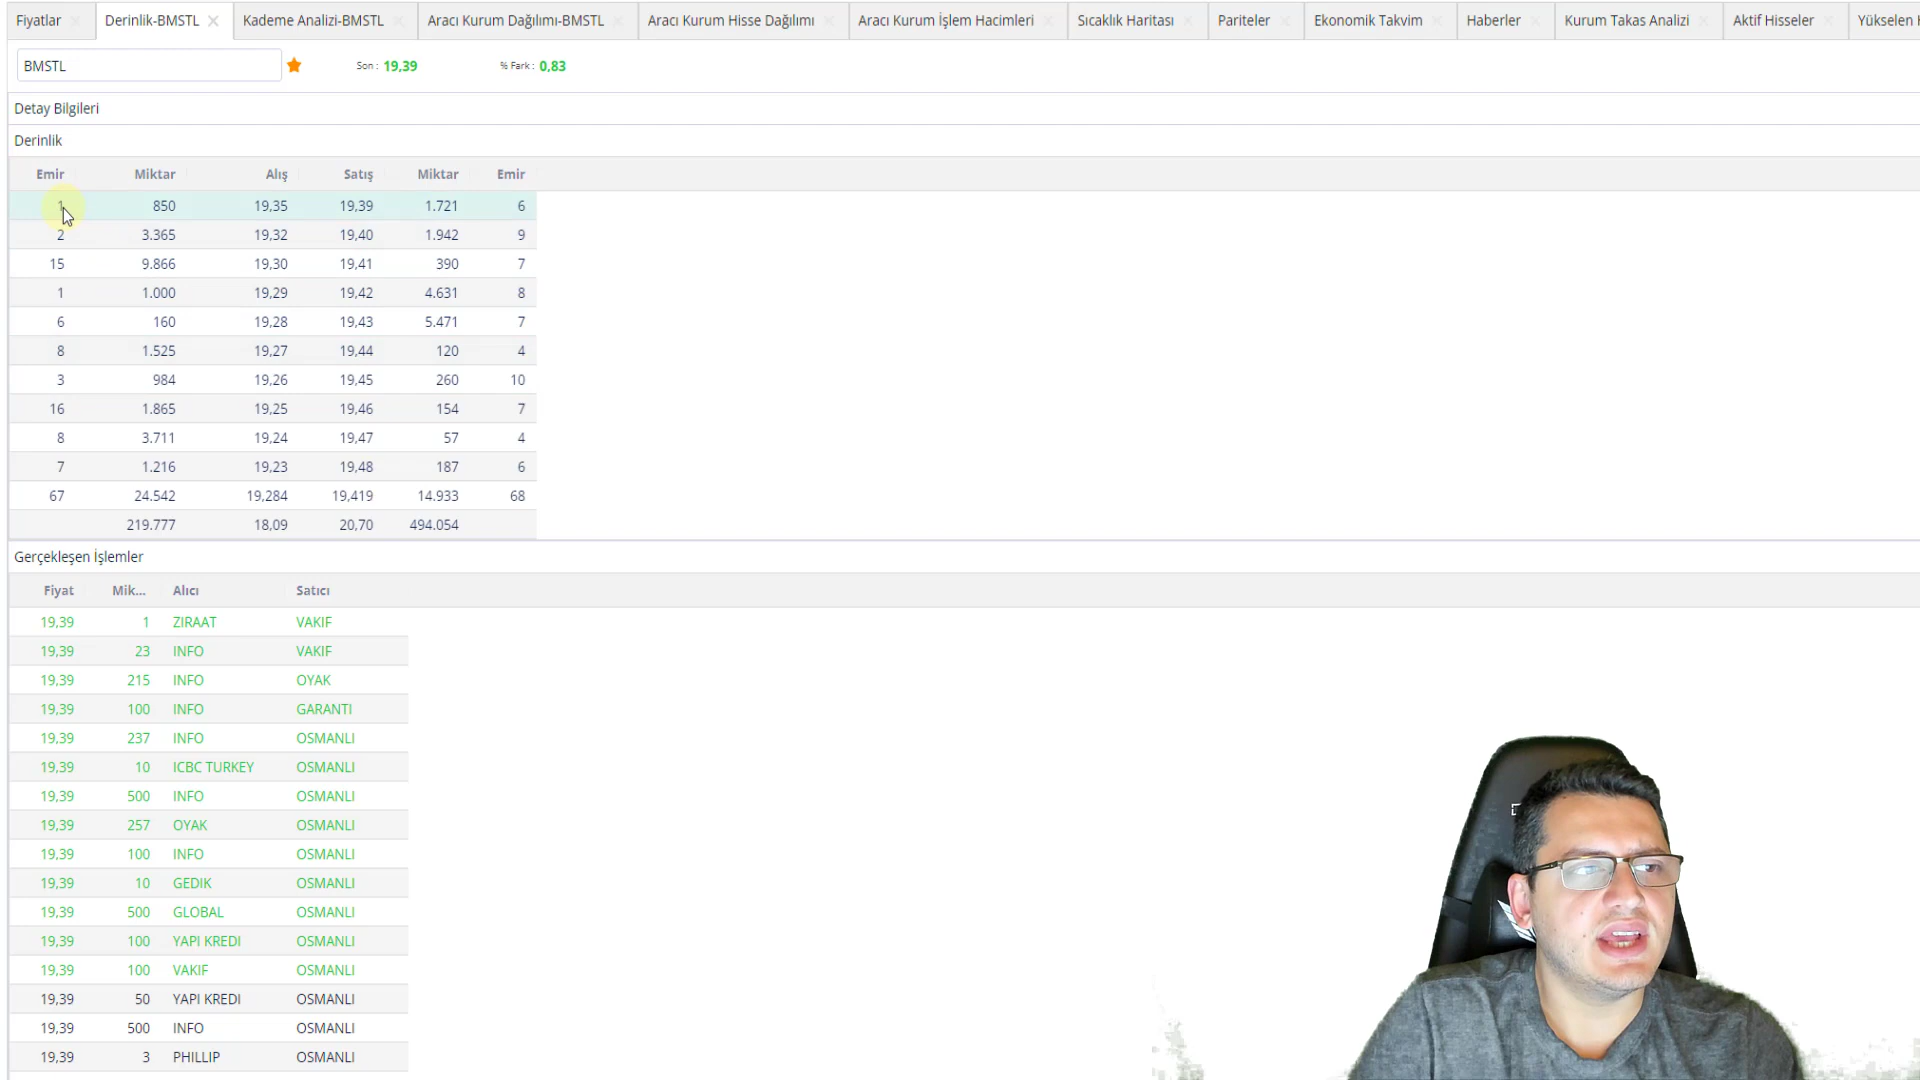 Fiyatlar Derinlik-BMSTL Kademe Analizi-BMSTL Aracı Kurum Dağılımı-BMSTL Aracı Kurum Hisse Dağılımı Aracı Kurum İşlem Hacimleri Sıcaklık Haritası Pariteler Ekonomik Takvim Haberler Kurum Takas Analizi Aktif Hisseler Yükselen
BMSTL Son : 19,39 % Fark : 0,83
Detay Bilgileri
Derinlik
Emir Miktar Alış Satış Miktar Emir
1 850 19,35 19,39 1.721 6
2 3.365 19,32 19,40 1.942 9
15 9.866 19,30 19,41 390 7
1 1.000 19,29 19,42 4.631 8
6 160 19,28 19,43 5.471 7
8 1.525 19,27 19,44 120 4
3 984 19,26 19,45 260 10
16 1.865 19,25 19,46 154 7
8 3.711 19,24 19,47 57 4
7 1.216 19,23 19,48 187 6
67 24.542 19,284 19,419 14.933 68
219.777 18,09 20,70 494.054
Gerçekleşen İşlemler
Fiyat Mik... Alıcı Satıcı
19,39 1 ZIRAAT VAKIF
19,39 23 INFO VAKIF
19,39 215 INFO OYAK
19,39 100 INFO GARANTI
19,39 237 INFO OSMANLI
19,39 10 ICBC TURKEY OSMANLI
19,39 500 INFO OSMANLI
19,39 257 OYAK OSMANLI
19,39 100 INFO OSMANLI
19,39 10 GEDIK OSMANLI
19,39 500 GLOBAL OSMANLI
19,39 100 YAPI KREDI OSMANLI
19,39 100 VAKIF OSMANLI
19,39 50 YAPI KREDI OSMANLI
19,39 500 INFO OSMANLI
19,39 3 PHILLIP OSMANLI